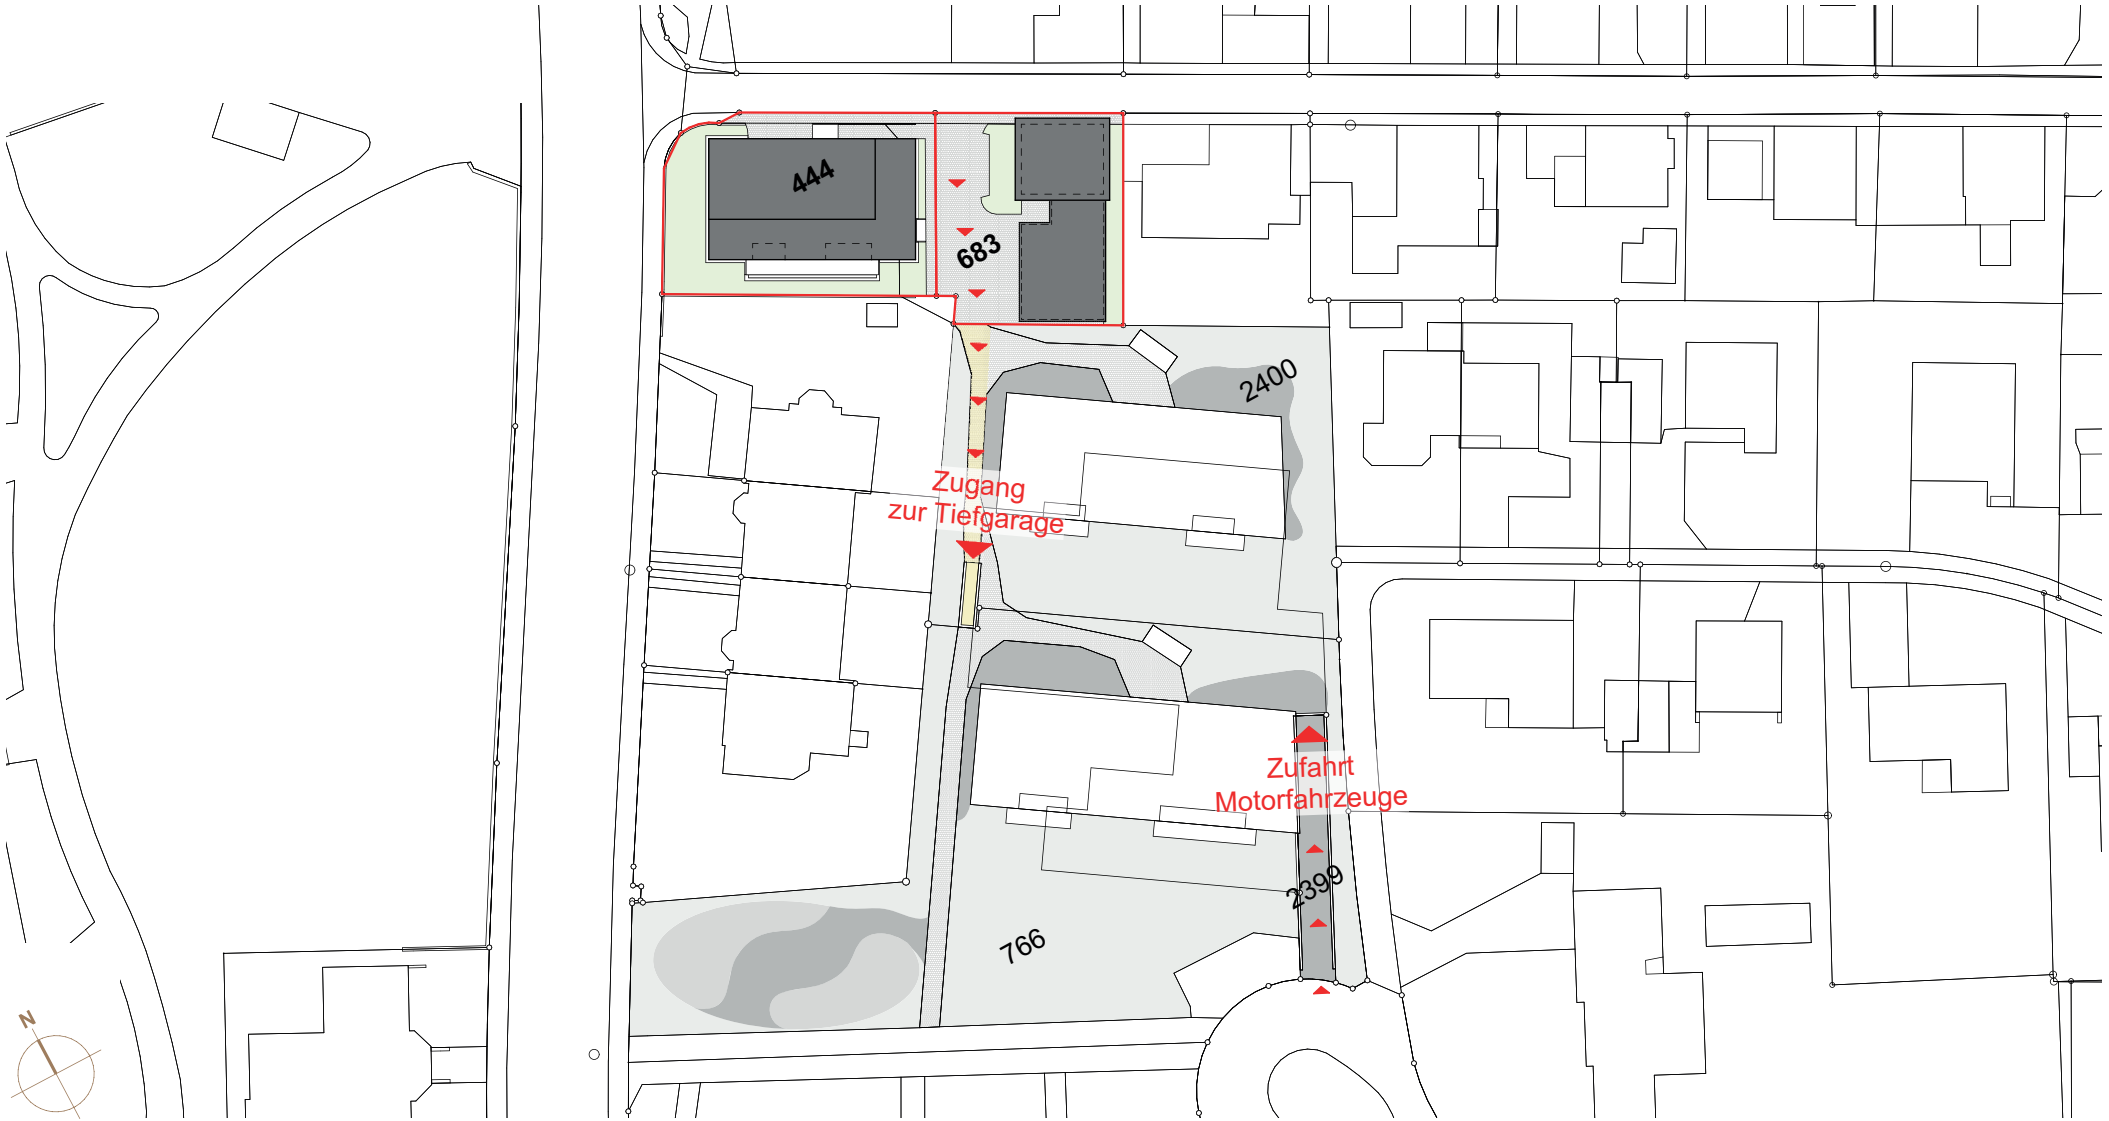 444
683
2400
Zugang
zur Tiefgarage
Zufahrt
Motorfahrzeuge
2399
766
N